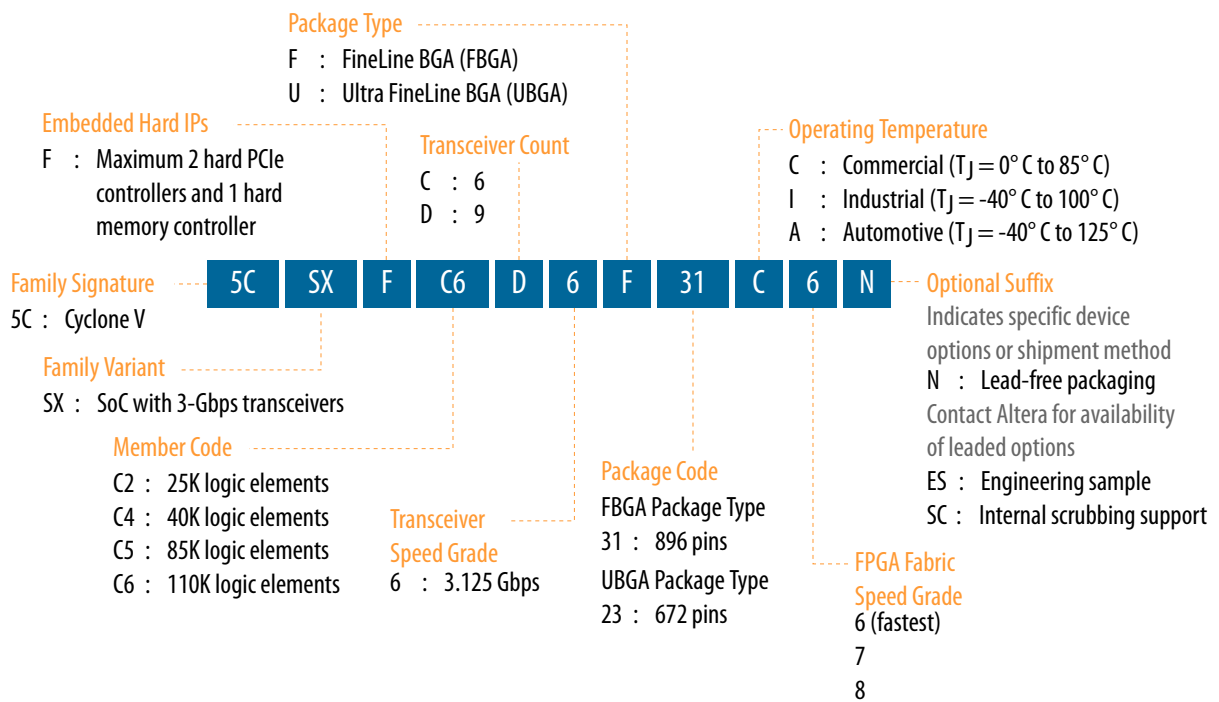 Package Type
F : FineLine BGA (FBGA)
U : Ultra FineLine BGA (UBGA)
Embedded Hard IPs
F : Maximum 2 hard PCIe
controllers and 1 hard
memory controller
Transceiver Count
C : 6
D : 9
Operating Temperature
C : Commercial (TJ = 0° C to 85° C)
I : Industrial (TJ = -40° C to 100° C)
A : Automotive (TJ = -40° C to 125° C)
Family Signature
5C : Cyclone V
5C SX F C6 D 6 F 31 C 6 N
Optional Suffix
Indicates specific device
options or shipment method
N : Lead-free packaging
Contact Altera for availability
of leaded options
ES : Engineering sample
SC : Internal scrubbing support
Family Variant
SX : SoC with 3-Gbps transceivers
Member Code
C2 : 25K logic elements
C4 : 40K logic elements
C5 : 85K logic elements
C6 : 110K logic elements
Transceiver
Speed Grade
6 : 3.125 Gbps
Package Code
FBGA Package Type
31 : 896 pins
UBGA Package Type
23 : 672 pins
FPGA Fabric
Speed Grade
6 (fastest)
7
8